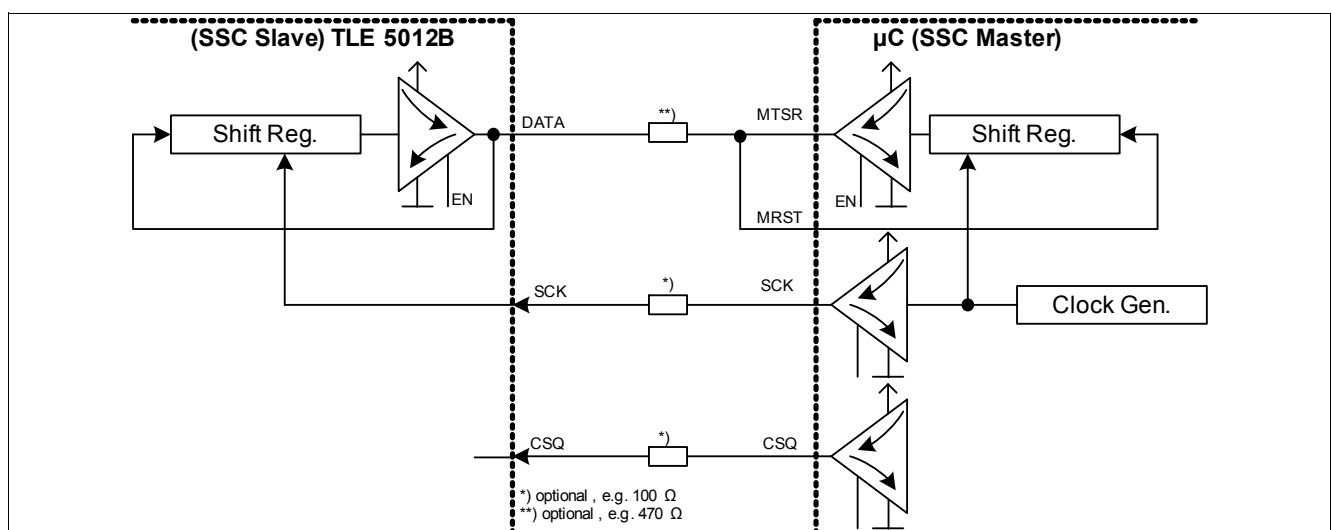 (SSC Slave) TLE 5012B
µC (SSC Master)
Shift Reg.
EN
DATA
**)
MTSR
MRST
EN
Shift Reg.
SCK
*)
SCK
Clock Gen.
CSQ
*)
CSQ
*) optional , e.g. 100 Ω
**) optional , e.g. 470 Ω